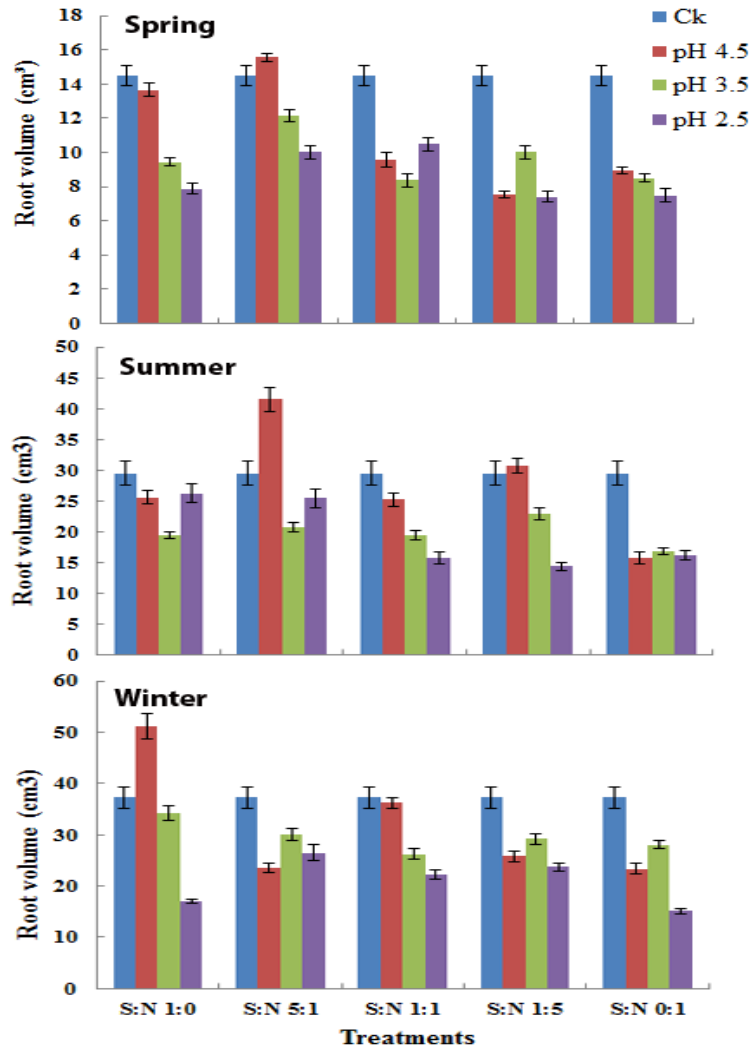 Spring
Ck
pH 4.5
pH 3.5
pH 2.5
Root volume (cm³)
18
16
14
12
10
8
6
4
2
0
Summer
Root volume (cm3)
50
45
40
35
30
25
20
15
10
5
0
Winter
Root volume (cm3)
60
50
40
30
20
10
0
S:N 1:0 S:N 5:1 S:N 1:1 S:N 1:5 S:N 0:1
Treatments